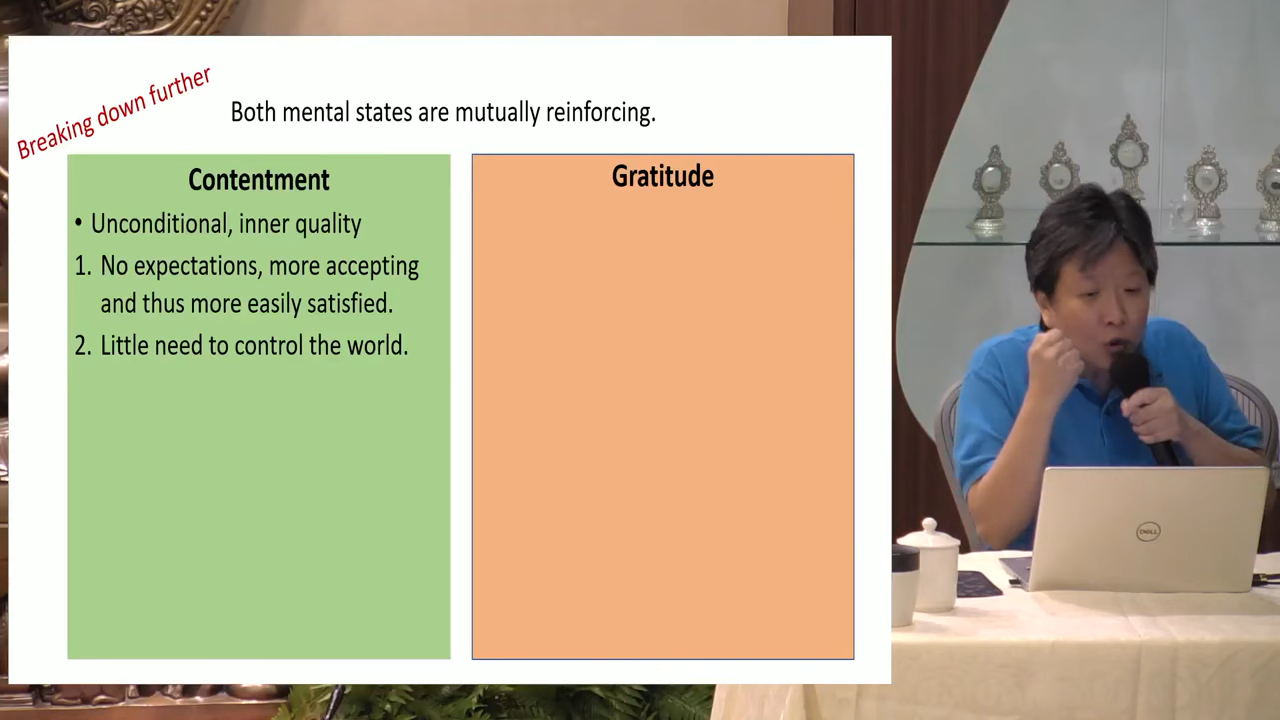 Breaking down further
Both mental states are mutually reinforcing.
Contentment
• Unconditional, inner quality
1. No expectations, more accepting
and thus more easily satisfied.
2. Little need to control the world.
Gratitude
DELL